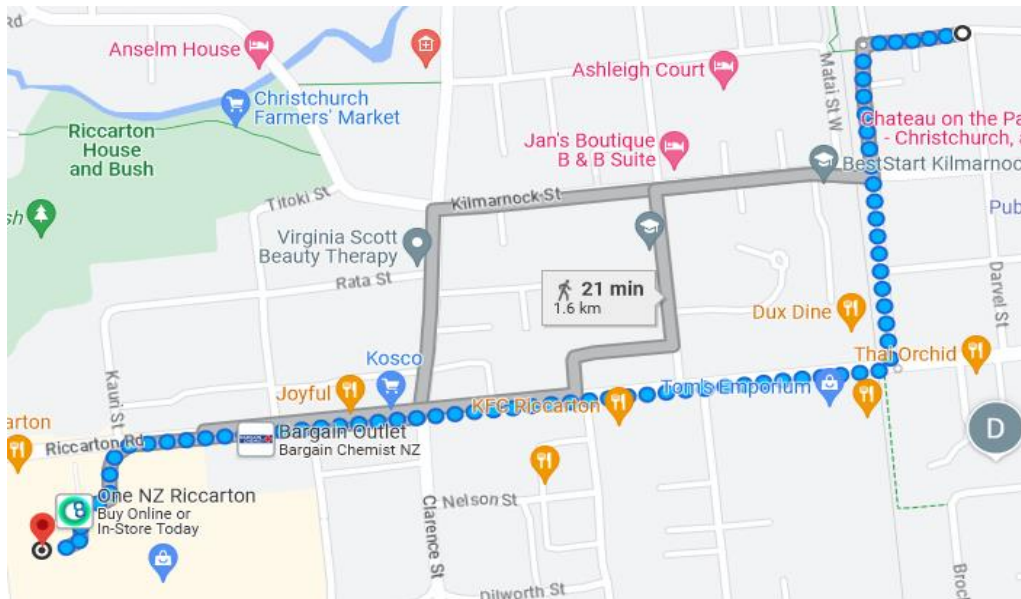 Rd
Anselm House
Ashleigh Court
Matai St W
Christchurch
Farmers' Market
Riccarton
House
and Bush
Chateau on the Pa
- Christchurch, a
Jan's Boutique
B & B Suite
BestStart Kilmarnoc
Titoki St
Kilmarnock St
sh
Pub
Virginia Scott
Beauty Therapy
Rata St
21 min
1.6 km
Darvel St
Dux Dine
Thai Orchid
Kosco
Kauri St
Joyful
Tom's Emporium
KFC Riccarton
arton
Riccarton Rd
Bargain Outlet
Bargain Chemist NZ
D
One NZ Riccarton
Buy Online or
In-Store Today
Nelson St
Clarence St
Dilworth St
Broc